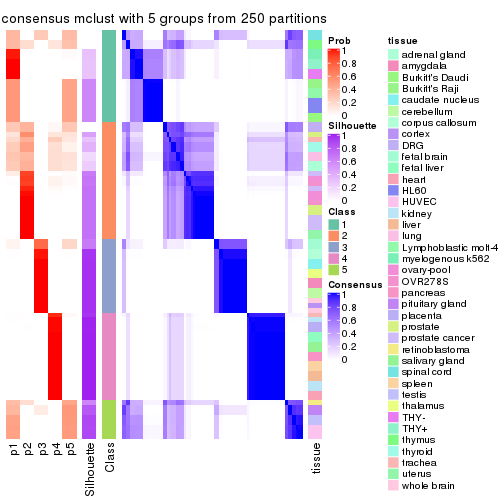 consensus mclust with 5 groups from 250 partitions
Prob
1
0.8
0.6
0.4
0.2
0
Silhouette
1
0.8
0.6
0.4
0.2
0
Class
1
2
3
4
5
Consensus
1
0.8
0.6
0.4
0.2
0
tissue
adrenal gland
amygdala
Burkitt's Daudi
Burkitt's Raji
caudate nucleus
cerebellum
corpus callosum
cortex
DRG
fetal brain
fetal liver
heart
HL60
HUVEC
kidney
liver
lung
Lymphoblastic molt-4
myelogenous k562
ovary-pool
OVR278S
pancreas
pituitary gland
placenta
prostate
prostate cancer
retinoblastoma
salivary gland
spinal cord
spleen
testis
thalamus
THY-
THY+
thymus
thyroid
trachea
uterus
whole brain
p1
p2
p3
p4
p5
Silhouette
Class
tissue